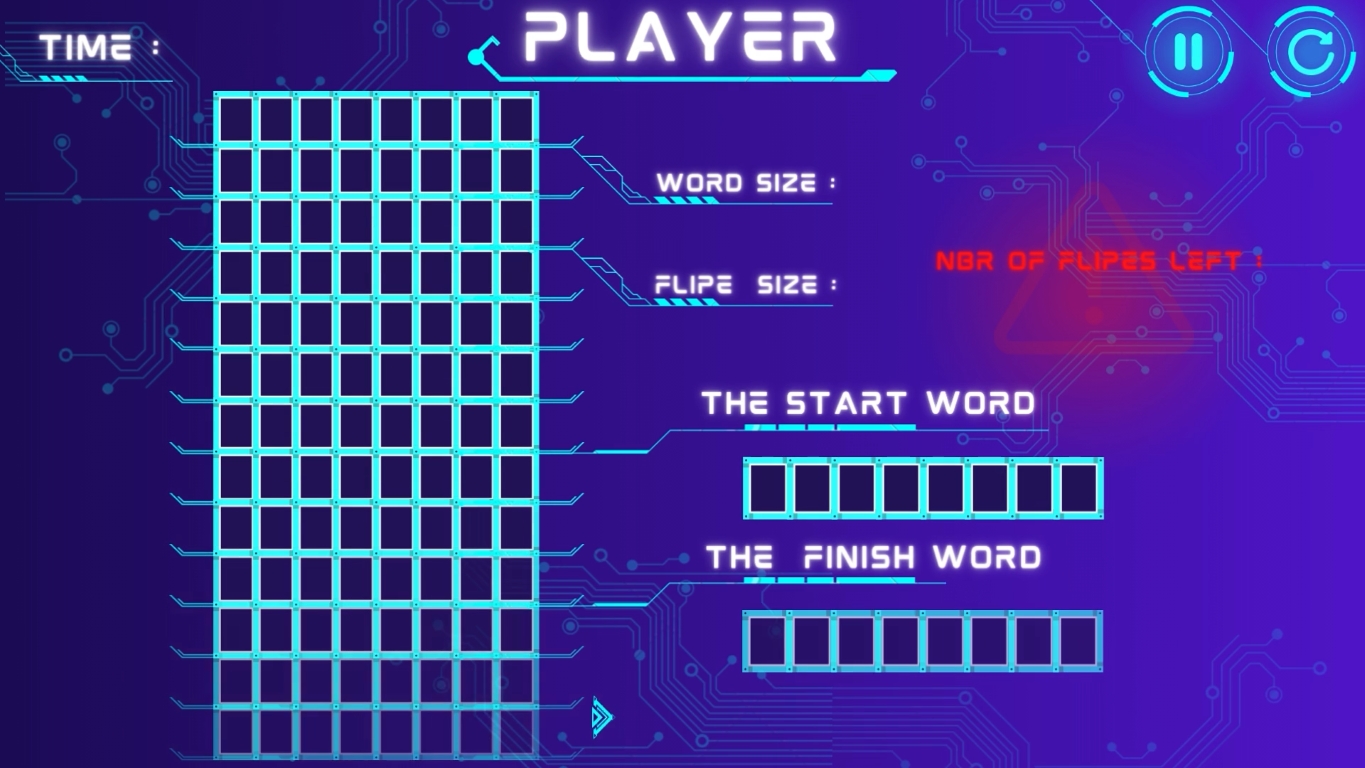 TIME :
PLAYER
WORD SIZE :
NBR OF FLIPES LEFT :
FLIPE SIZE :
THE START WORD
THE FINISH WORD